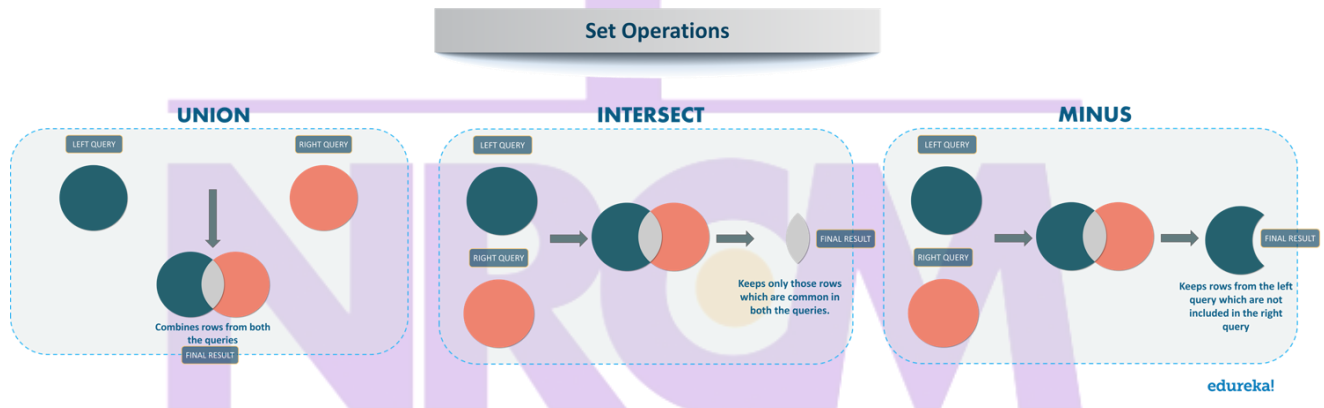 Set Operations
UNION
LEFT QUERY
RIGHT QUERY
Combines rows from both
the queries
FINAL RESULT
INTERSECT
LEFT QUERY
RIGHT QUERY
FINAL RESULT
Keeps only those rows
which are common in
both the queries.
MINUS
LEFT QUERY
RIGHT QUERY
FINAL RESULT
Keeps rows from the left
query which are not
included in the right
query
NRCM
edureka!